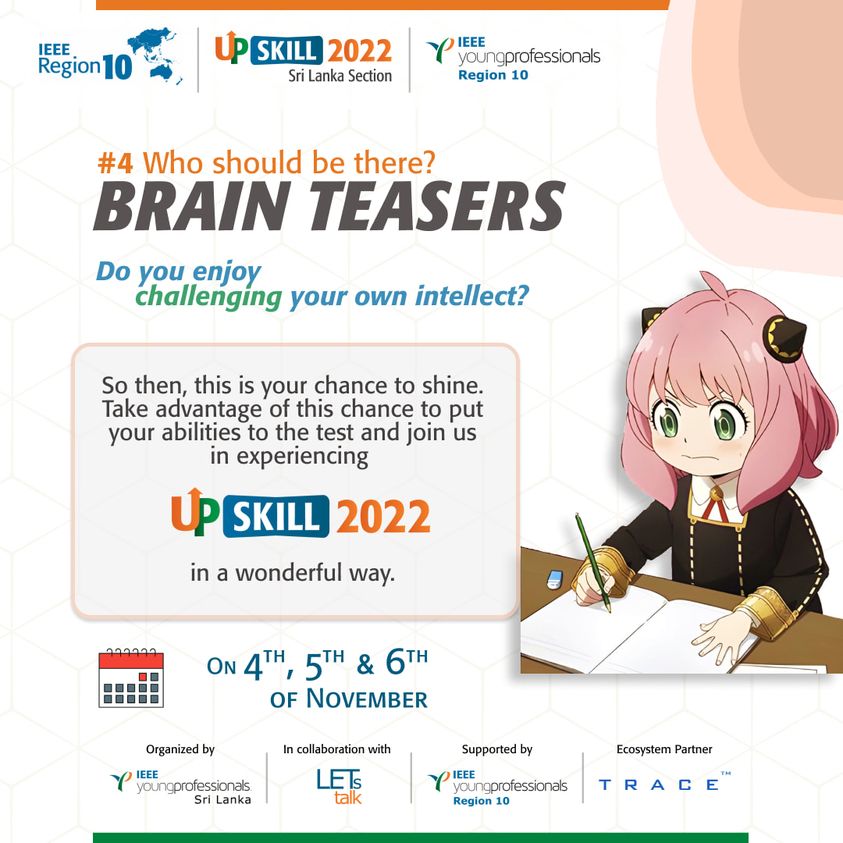 IEEE
Region 10
UP SKILL 2022
Sri Lanka Section
IEEE
youngprofessionals
Region 10
#4 Who should be there?
BRAIN TEASERS
Do you enjoy
challenging your own intellect?
So then, this is your chance to shine.
Take advantage of this chance to put
your abilities to the test and join us
in experiencing
UP SKILL 2022
in a wonderful way.
On 4TH, 5TH & 6TH
OF NOVEMBER
Organized by
IEEE
youngprofessionals
Sri Lanka
In collaboration with
LETs
talk
Supported by
IEEE
youngprofessionals
Region 10
Ecosystem Partner
TRACE™